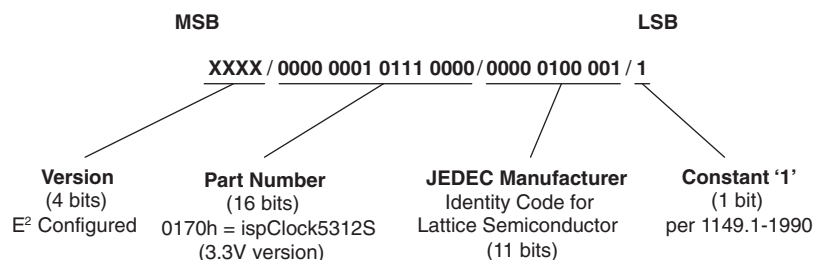 MSB LSB
XXXX / 0000 0001 0111 0000 / 0000 0100 001 / 1
Version
(4 bits)
E² Configured
Part Number
(16 bits)
0170h = ispClock5312S
(3.3V version)
JEDEC Manufacturer
Identity Code for
Lattice Semiconductor
(11 bits)
Constant ‘1’
(1 bit)
per 1149.1-1990